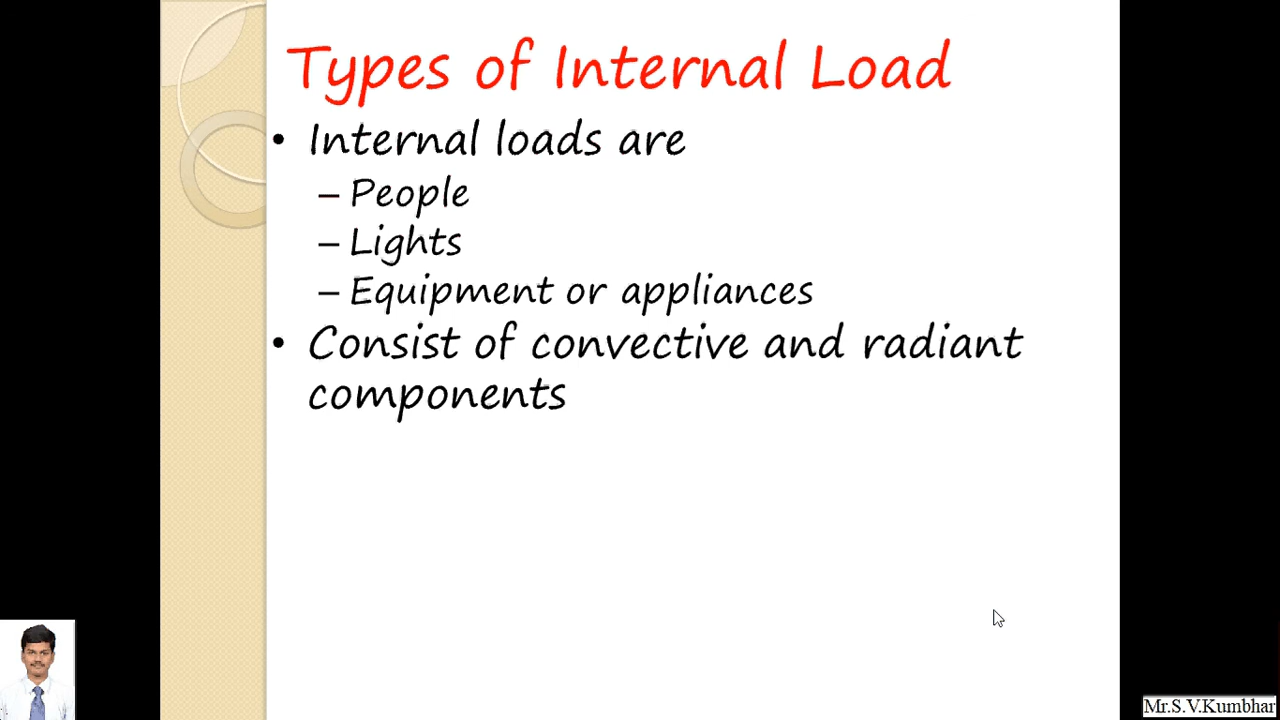 Types of Internal Load
• Internal loads are
– People
– Lights
– Equipment or appliances
• Consist of convective and radiant
components
Mr.S.V.Kumbhar